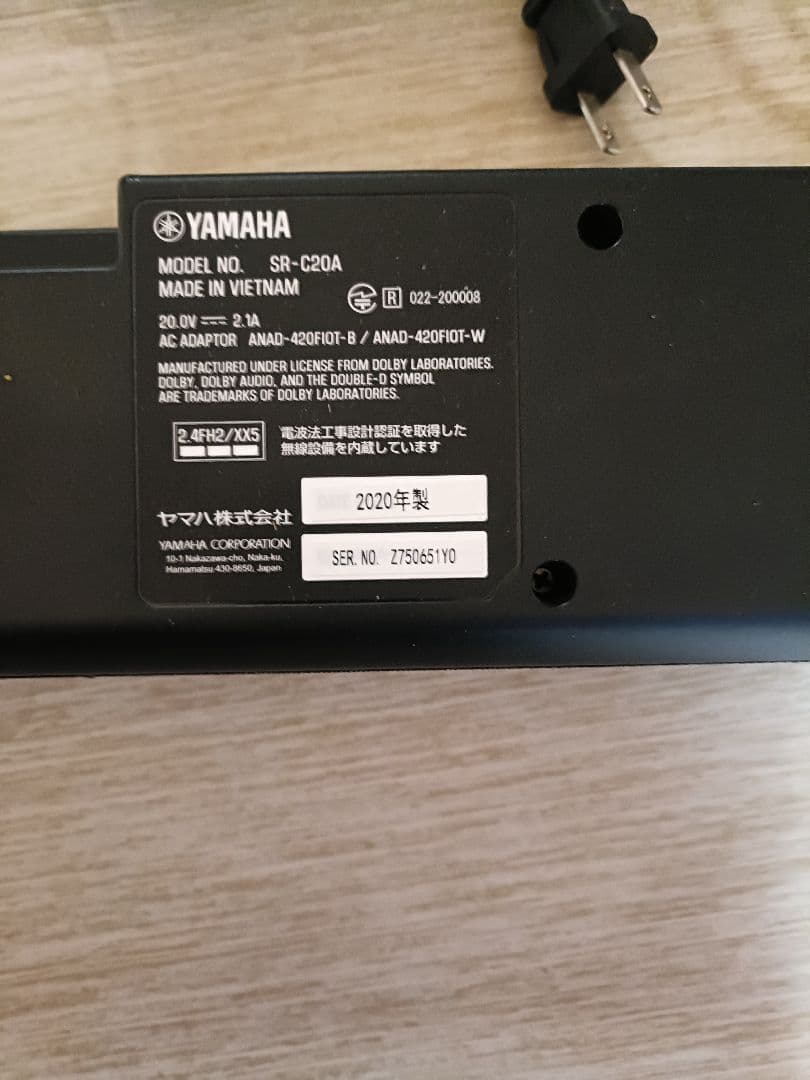 YAMAHA
MODEL NO. SR-C20A
MADE IN VIETNAM
R 022-200008
20.0V 2.1A
AC ADAPTOR ANAD-420FIOT-B / ANAD-420FIOT-W
MANUFACTURED UNDER LICENSE FROM DOLBY LABORATORIES.
DOLBY, DOLBY AUDIO, AND THE DOUBLE-D SYMBOL
ARE TRADEMARKS OF DOLBY LABORATORIES.
2.4FH2/XX5
電波法工事設計認証を取得した
無線設備を内蔵しています
ヤマハ株式会社
2020年製
YAMAHA CORPORATION
10-1 Nakazawa-cho, Naka-ku,
Hamamatsu 430-8650, Japan
SER. NO. Z750651Y0